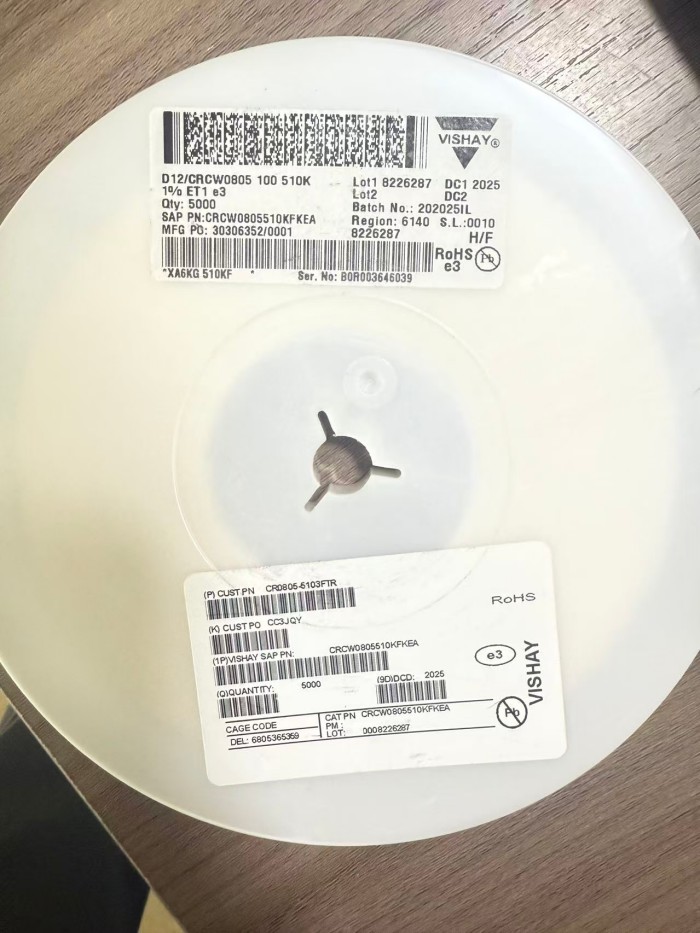 VISHAY®
D12/CRCW0805 100 510K
1% ET1 e3
Qty: 5000
SAP PN:CRCW0805510KFKEA
MFG PO: 30306352/0001
Lot1 8226287 DC1 2025
Lot2 DC2
Batch No.: 202025IL
Region: 6140 S.L.:0010
8226287 H/F
RoHS Pb
e3
*XA6KG 510KF * Ser. No: B0R003646039
(P) CUST.PN CR0805-5103FTR
(K) CUST PO CC3JQY
(1P)VISHAY SAP PN: CRCW0805510KFKEA
(Q)QUANTITY: 5000 (9D)DCD: 2025
CAGE CODE
DEL: 6805365359
CAT PN CRCW0805510KFKEA
PM :
LOT: 0008226287
RoHS
e3
VISHAY
Pb